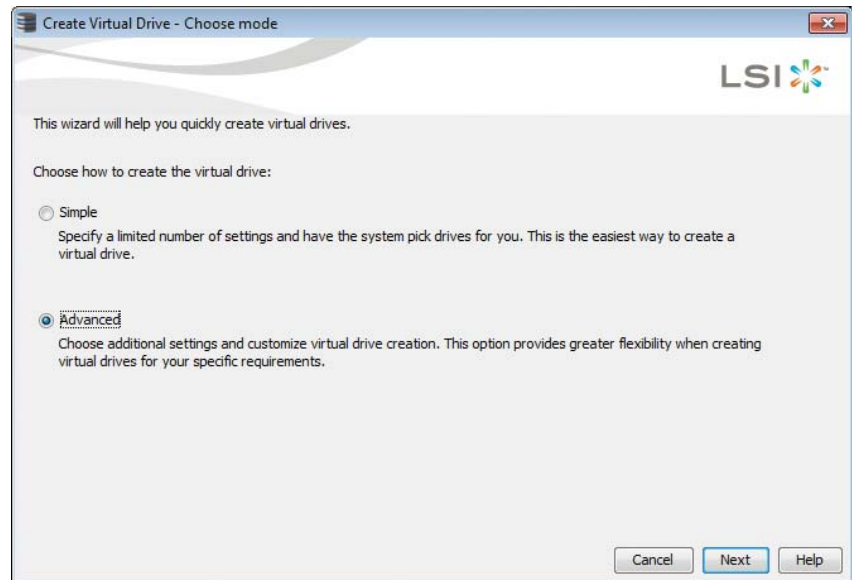 Create Virtual Drive - Choose mode
LSI
This wizard will help you quickly create virtual drives.
Choose how to create the virtual drive:
Simple
Specify a limited number of settings and have the system pick drives for you. This is the easiest way to create a
virtual drive.
Advanced
Choose additional settings and customize virtual drive creation. This option provides greater flexibility when creating
virtual drives for your specific requirements.
Cancel Next Help